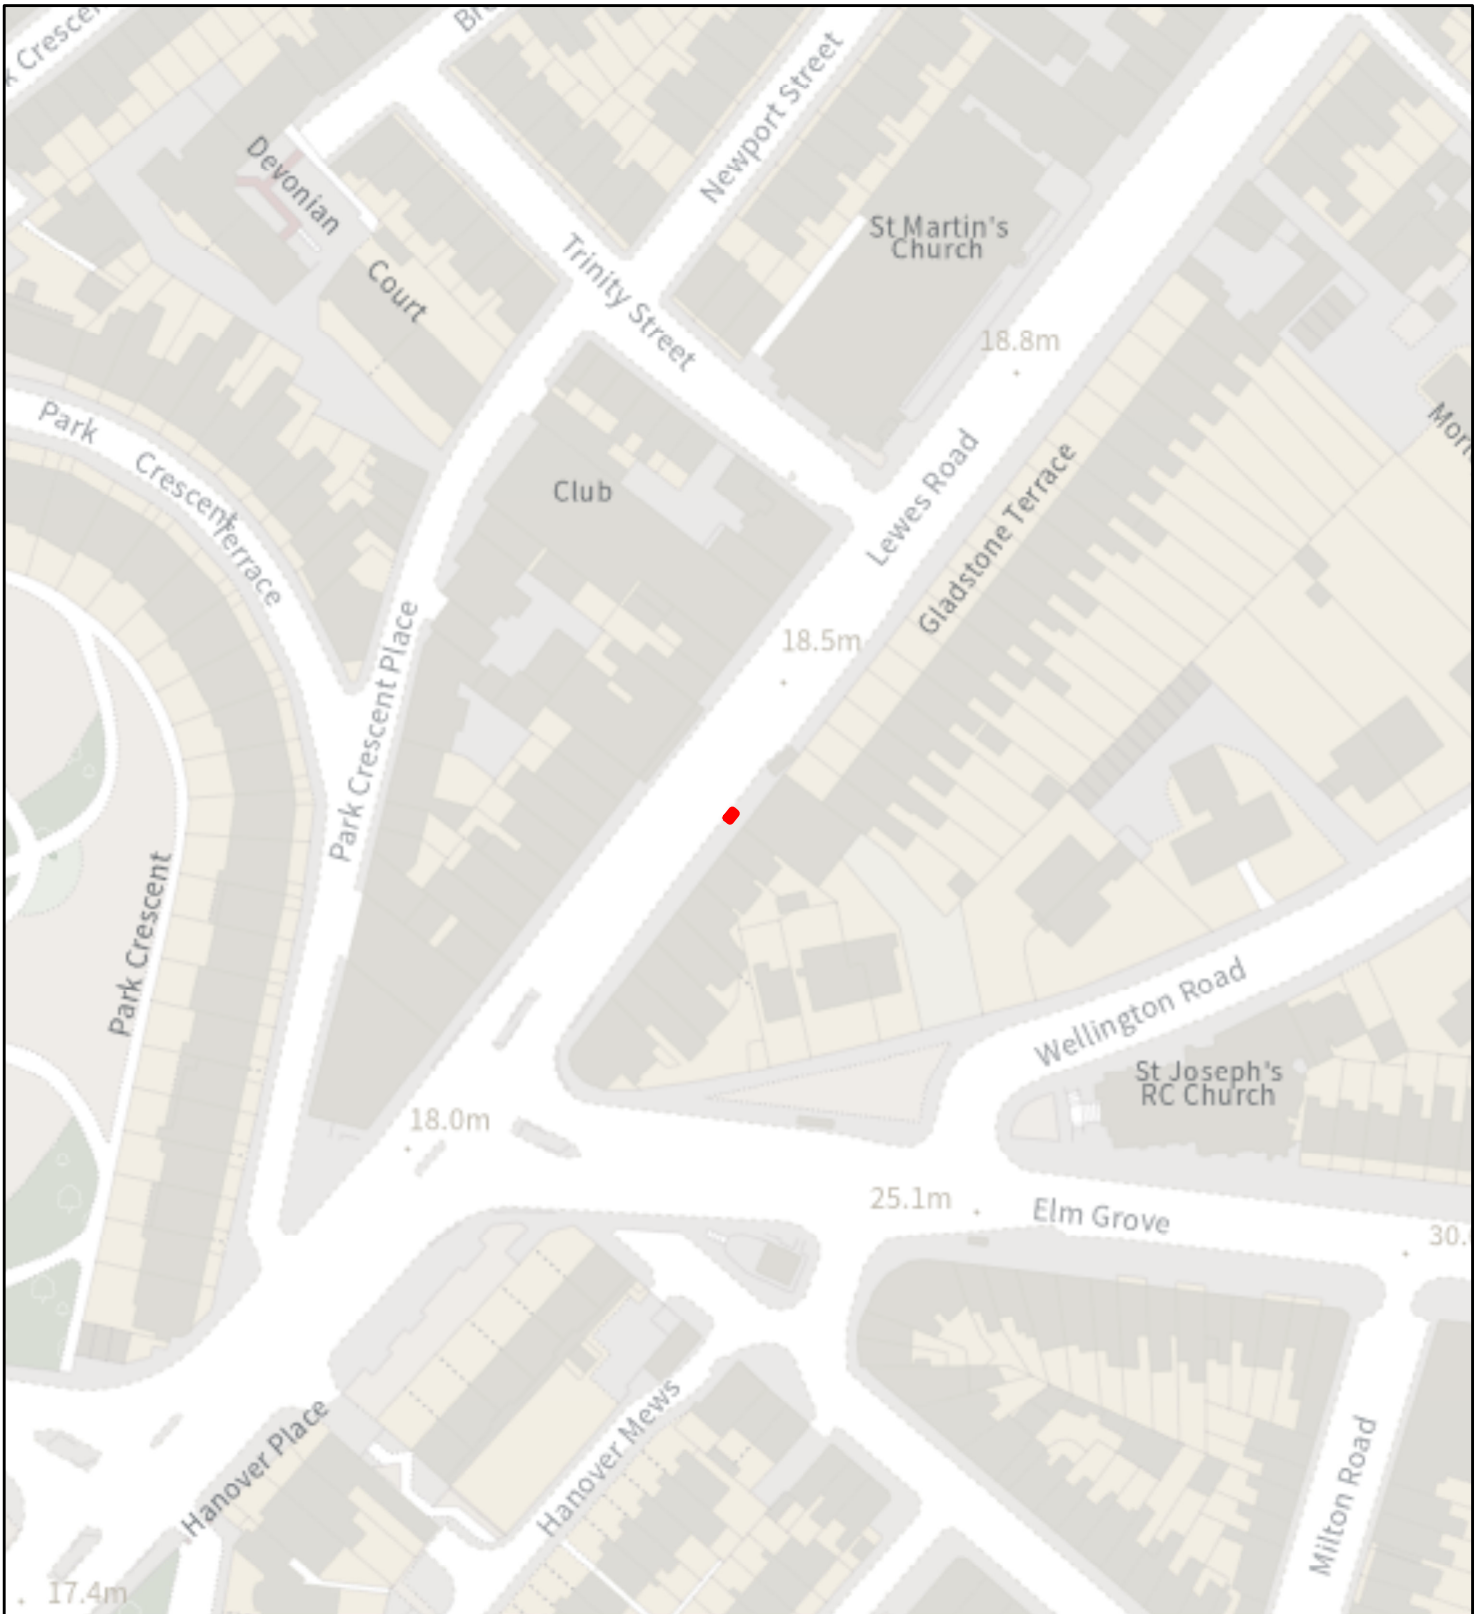 Newport Street
Devonian
Court
St Martin's
Church
Trinity Street
18.8m
Park
Crescent
Terrace
Club
Lewes Road
Gladstone Terrace
18.5m
Park Crescent Place
Park Crescent
Wellington Road
St Joseph's
RC Church
18.0m
25.1m
Elm Grove
Hanover Place
Hanover Mews
Milton Road
17.4m